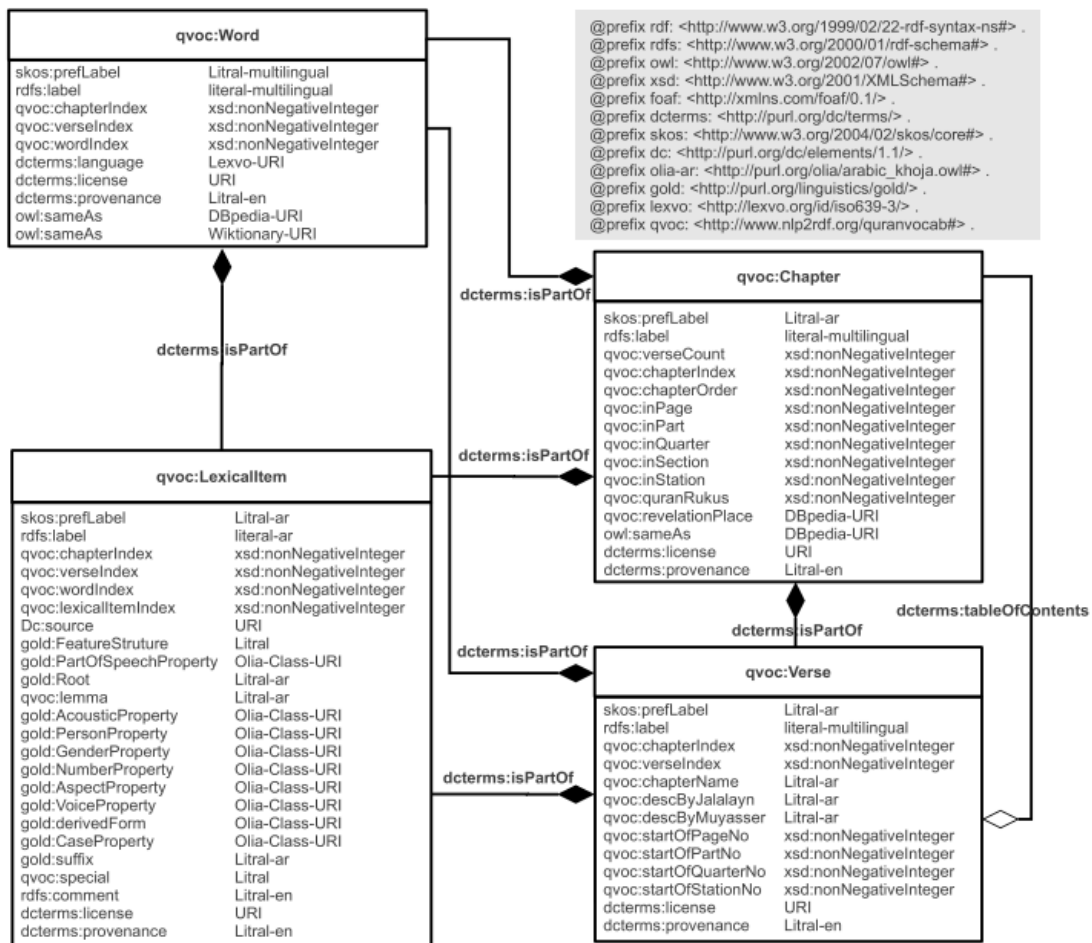 qvoc:Word
skos:prefLabel Litral-multilingual
rdfs:label literal-multilingual
qvoc:chapterIndex xsd:nonNegativeInteger
qvoc:verseIndex xsd:nonNegativeInteger
qvoc:wordIndex xsd:nonNegativeInteger
dcterms:language Lexvo-URI
dcterms:license URI
dcterms:provenance Litral-en
owl:sameAs DBpedia-URI
owl:sameAs Wiktionary-URI
@prefix rdf: <http://www.w3.org/1999/02/22-rdf-syntax-ns#> .
@prefix rdfs: <http://www.w3.org/2000/01/rdf-schema#> .
@prefix owl: <http://www.w3.org/2002/07/owl#> .
@prefix xsd: <http://www.w3.org/2001/XMLSchema#> .
@prefix foaf: <http://xmlns.com/foaf/0.1/> .
@prefix dcterms: <http://purl.org/dc/terms/> .
@prefix skos: <http://www.w3.org/2004/02/skos/core#> .
@prefix dc: <http://purl.org/dc/elements/1.1/> .
@prefix olia-ar: <http://purl.org/olia/arabic_khoja.owl#> .
@prefix gold: <http://purl.org/linguistics/gold/> .
@prefix lexvo: <http://lexvo.org/id/iso639-3/> .
@prefix qvoc: <http://www.nlp2rdf.org/quranvocab#> .
dcterms:isPartOf
dcterms:isPartOf
qvoc:Chapter
skos:prefLabel Litral-ar
rdfs:label literal-multilingual
qvoc:verseCount xsd:nonNegativeInteger
qvoc:chapterIndex xsd:nonNegativeInteger
qvoc:chapterOrder xsd:nonNegativeInteger
qvoc:inPage xsd:nonNegativeInteger
qvoc:inPart xsd:nonNegativeInteger
qvoc:inQuarter xsd:nonNegativeInteger
qvoc:inSection xsd:nonNegativeInteger
qvoc:inStation xsd:nonNegativeInteger
qvoc:quranRukus xsd:nonNegativeInteger
qvoc:revelationPlace DBpedia-URI
owl:sameAs DBpedia-URI
dcterms:license URI
dcterms:provenance Litral-en
dcterms:isPartOf
qvoc:LexicalItem
skos:prefLabel Litral-ar
rdfs:label literal-ar
qvoc:chapterIndex xsd:nonNegativeInteger
qvoc:verseIndex xsd:nonNegativeInteger
qvoc:wordIndex xsd:nonNegativeInteger
qvoc:lexicalItemIndex xsd:nonNegativeInteger
Dc:source URI
gold:FeatureStruture Litral
gold:PartOfSpeechProperty Olia-Class-URI
gold:Root Litral-ar
qvoc:lemma Litral-ar
gold:AcousticProperty Olia-Class-URI
gold:PersonProperty Olia-Class-URI
gold:GenderProperty Olia-Class-URI
gold:NumberProperty Olia-Class-URI
gold:AspectProperty Olia-Class-URI
gold:VoiceProperty Olia-Class-URI
gold:derivedForm Olia-Class-URI
gold:CaseProperty Olia-Class-URI
gold:suffix Litral-ar
qvoc:special Litral
rdfs:comment Litral-en
dcterms:license URI
dcterms:provenance Litral-en
dcterms:tableOfContents
dcterms:isPartOf
dcterms:isPartOf
dcterms:isPartOf
qvoc:Verse
skos:prefLabel Litral-ar
rdfs:label literal-multilingual
qvoc:chapterIndex xsd:nonNegativeInteger
qvoc:verseIndex xsd:nonNegativeInteger
qvoc:chapterName Litral-ar
qvoc:descByJalalayn Litral-ar
qvoc:descByMuyasser Litral-ar
qvoc:startOfPageNo xsd:nonNegativeInteger
qvoc:startOfPartNo xsd:nonNegativeInteger
qvoc:startOfQuarterNo xsd:nonNegativeInteger
qvoc:startOfStationNo xsd:nonNegativeInteger
dcterms:license URI
dcterms:provenance Litral-en